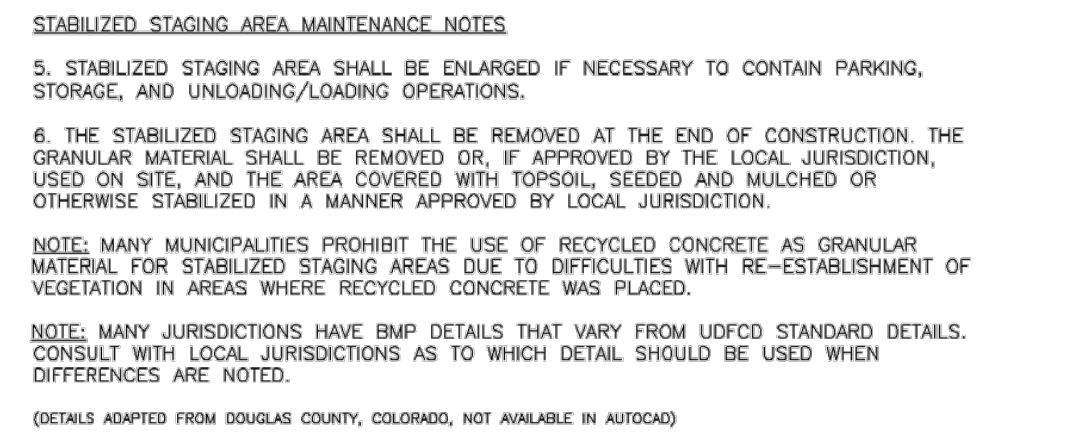 STABILIZED STAGING AREA MAINTENANCE NOTES
5. STABILIZED STAGING AREA SHALL BE ENLARGED IF NECESSARY TO CONTAIN PARKING,
STORAGE, AND UNLOADING/LOADING OPERATIONS.
6. THE STABILIZED STAGING AREA SHALL BE REMOVED AT THE END OF CONSTRUCTION. THE
GRANULAR MATERIAL SHALL BE REMOVED OR, IF APPROVED BY THE LOCAL JURISDICTION,
USED ON SITE, AND THE AREA COVERED WITH TOPSOIL, SEEDED AND MULCHED OR
OTHERWISE STABILIZED IN A MANNER APPROVED BY LOCAL JURISDICTION.
NOTE: MANY MUNICIPALITIES PROHIBIT THE USE OF RECYCLED CONCRETE AS GRANULAR
MATERIAL FOR STABILIZED STAGING AREAS DUE TO DIFFICULTIES WITH RE-ESTABLISHMENT OF
VEGETATION IN AREAS WHERE RECYCLED CONCRETE WAS PLACED.
NOTE: MANY JURISDICTIONS HAVE BMP DETAILS THAT VARY FROM UDFCD STANDARD DETAILS.
CONSULT WITH LOCAL JURISDICTIONS AS TO WHICH DETAIL SHOULD BE USED WHEN
DIFFERENCES ARE NOTED.
(DETAILS ADAPTED FROM DOUGLAS COUNTY, COLORADO, NOT AVAILABLE IN AUTOCAD)